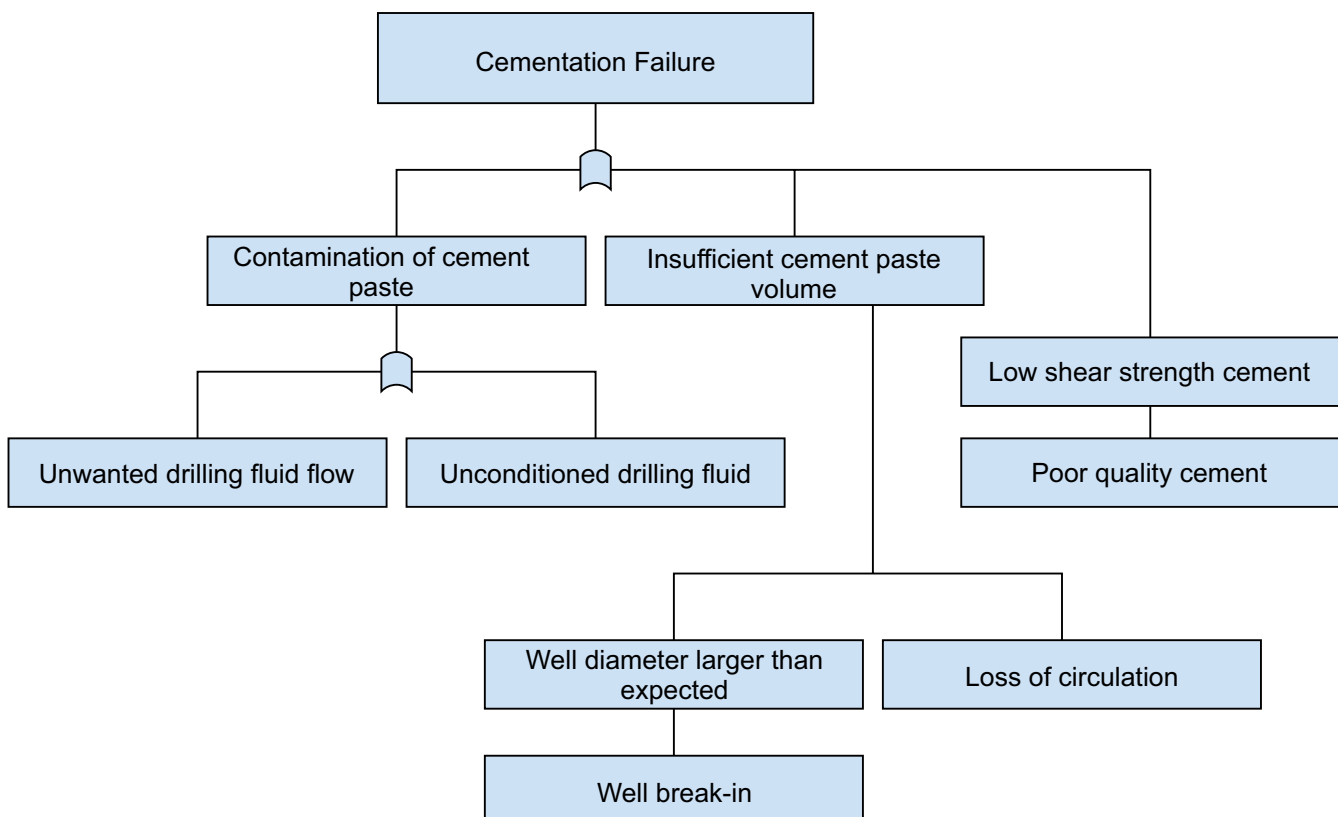 Cementation Failure
Contamination of cement
paste
Insufficient cement paste
volume
Low shear strength cement
Unwanted drilling fluid flow
Unconditioned drilling fluid
Poor quality cement
Well diameter larger than
expected
Loss of circulation
Well break-in